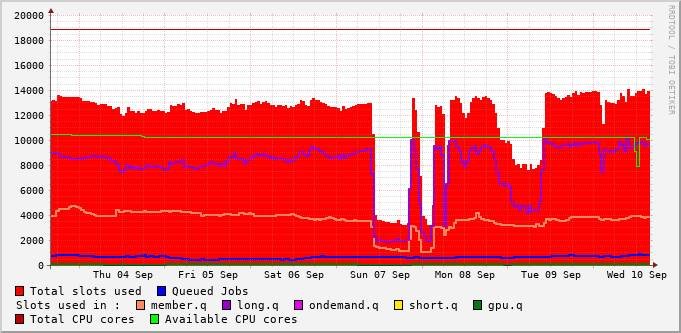 20000
18000
16000
14000
12000
10000
8000
6000
4000
2000
0
Thu 04 Sep Fri 05 Sep Sat 06 Sep Sun 07 Sep Mon 08 Sep Tue 09 Sep Wed 10 Sep
RRDTOOL / TOBI OETIKER
Total slots used Queued Jobs
Slots used in : member.q long.q ondemand.q short.q gpu.q
Total CPU cores Available CPU cores